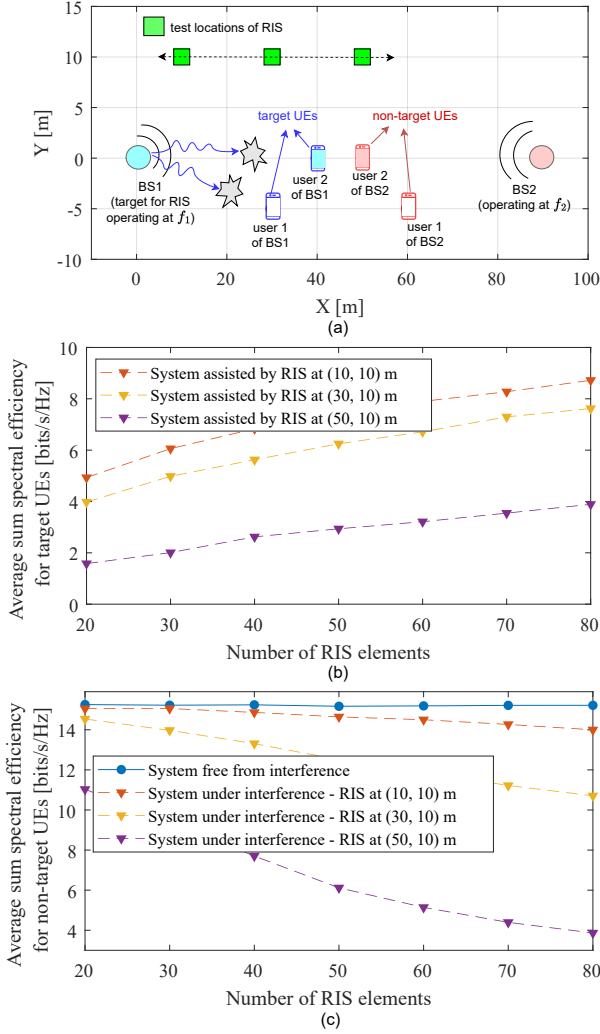 10
5
0
-5
-10
Y [m]
test locations of RIS
target UEs
non-target UEs
BS1
(target for RIS
operating at f1)
user 2
of BS1
user 2
of BS2
BS2
(operating at f2)
user 1
of BS1
user 1
of BS2
0
20
40
60
80
100
X [m]
(a)
Average sum spectral efficiency
for target UEs [bits/s/Hz]
10
8
6
4
2
0
System assisted by RIS at (10, 10) m
System assisted by RIS at (30, 10) m
System assisted by RIS at (50, 10) m
20
30
40
50
60
70
80
Number of RIS elements
(b)
Average sum spectral efficiency
for non-target UEs [bits/s/Hz]
14
12
10
8
6
4
System free from interference
System under interference - RIS at (10, 10) m
System under interference - RIS at (30, 10) m
System under interference - RIS at (50, 10) m
20
30
40
50
60
70
80
Number of RIS elements
(c)